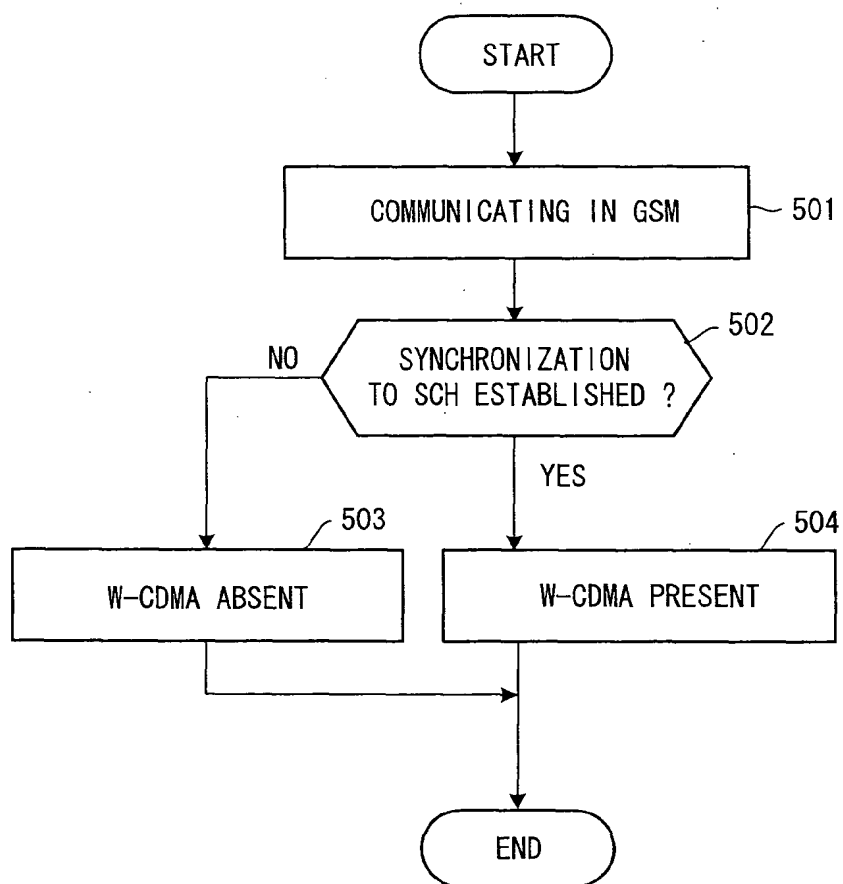 START
COMMUNICATING IN GSM
501
502
SYNCHRONIZATION
TO SCH ESTABLISHED ?
NO
YES
503
504
W-CDMA ABSENT
W-CDMA PRESENT
END